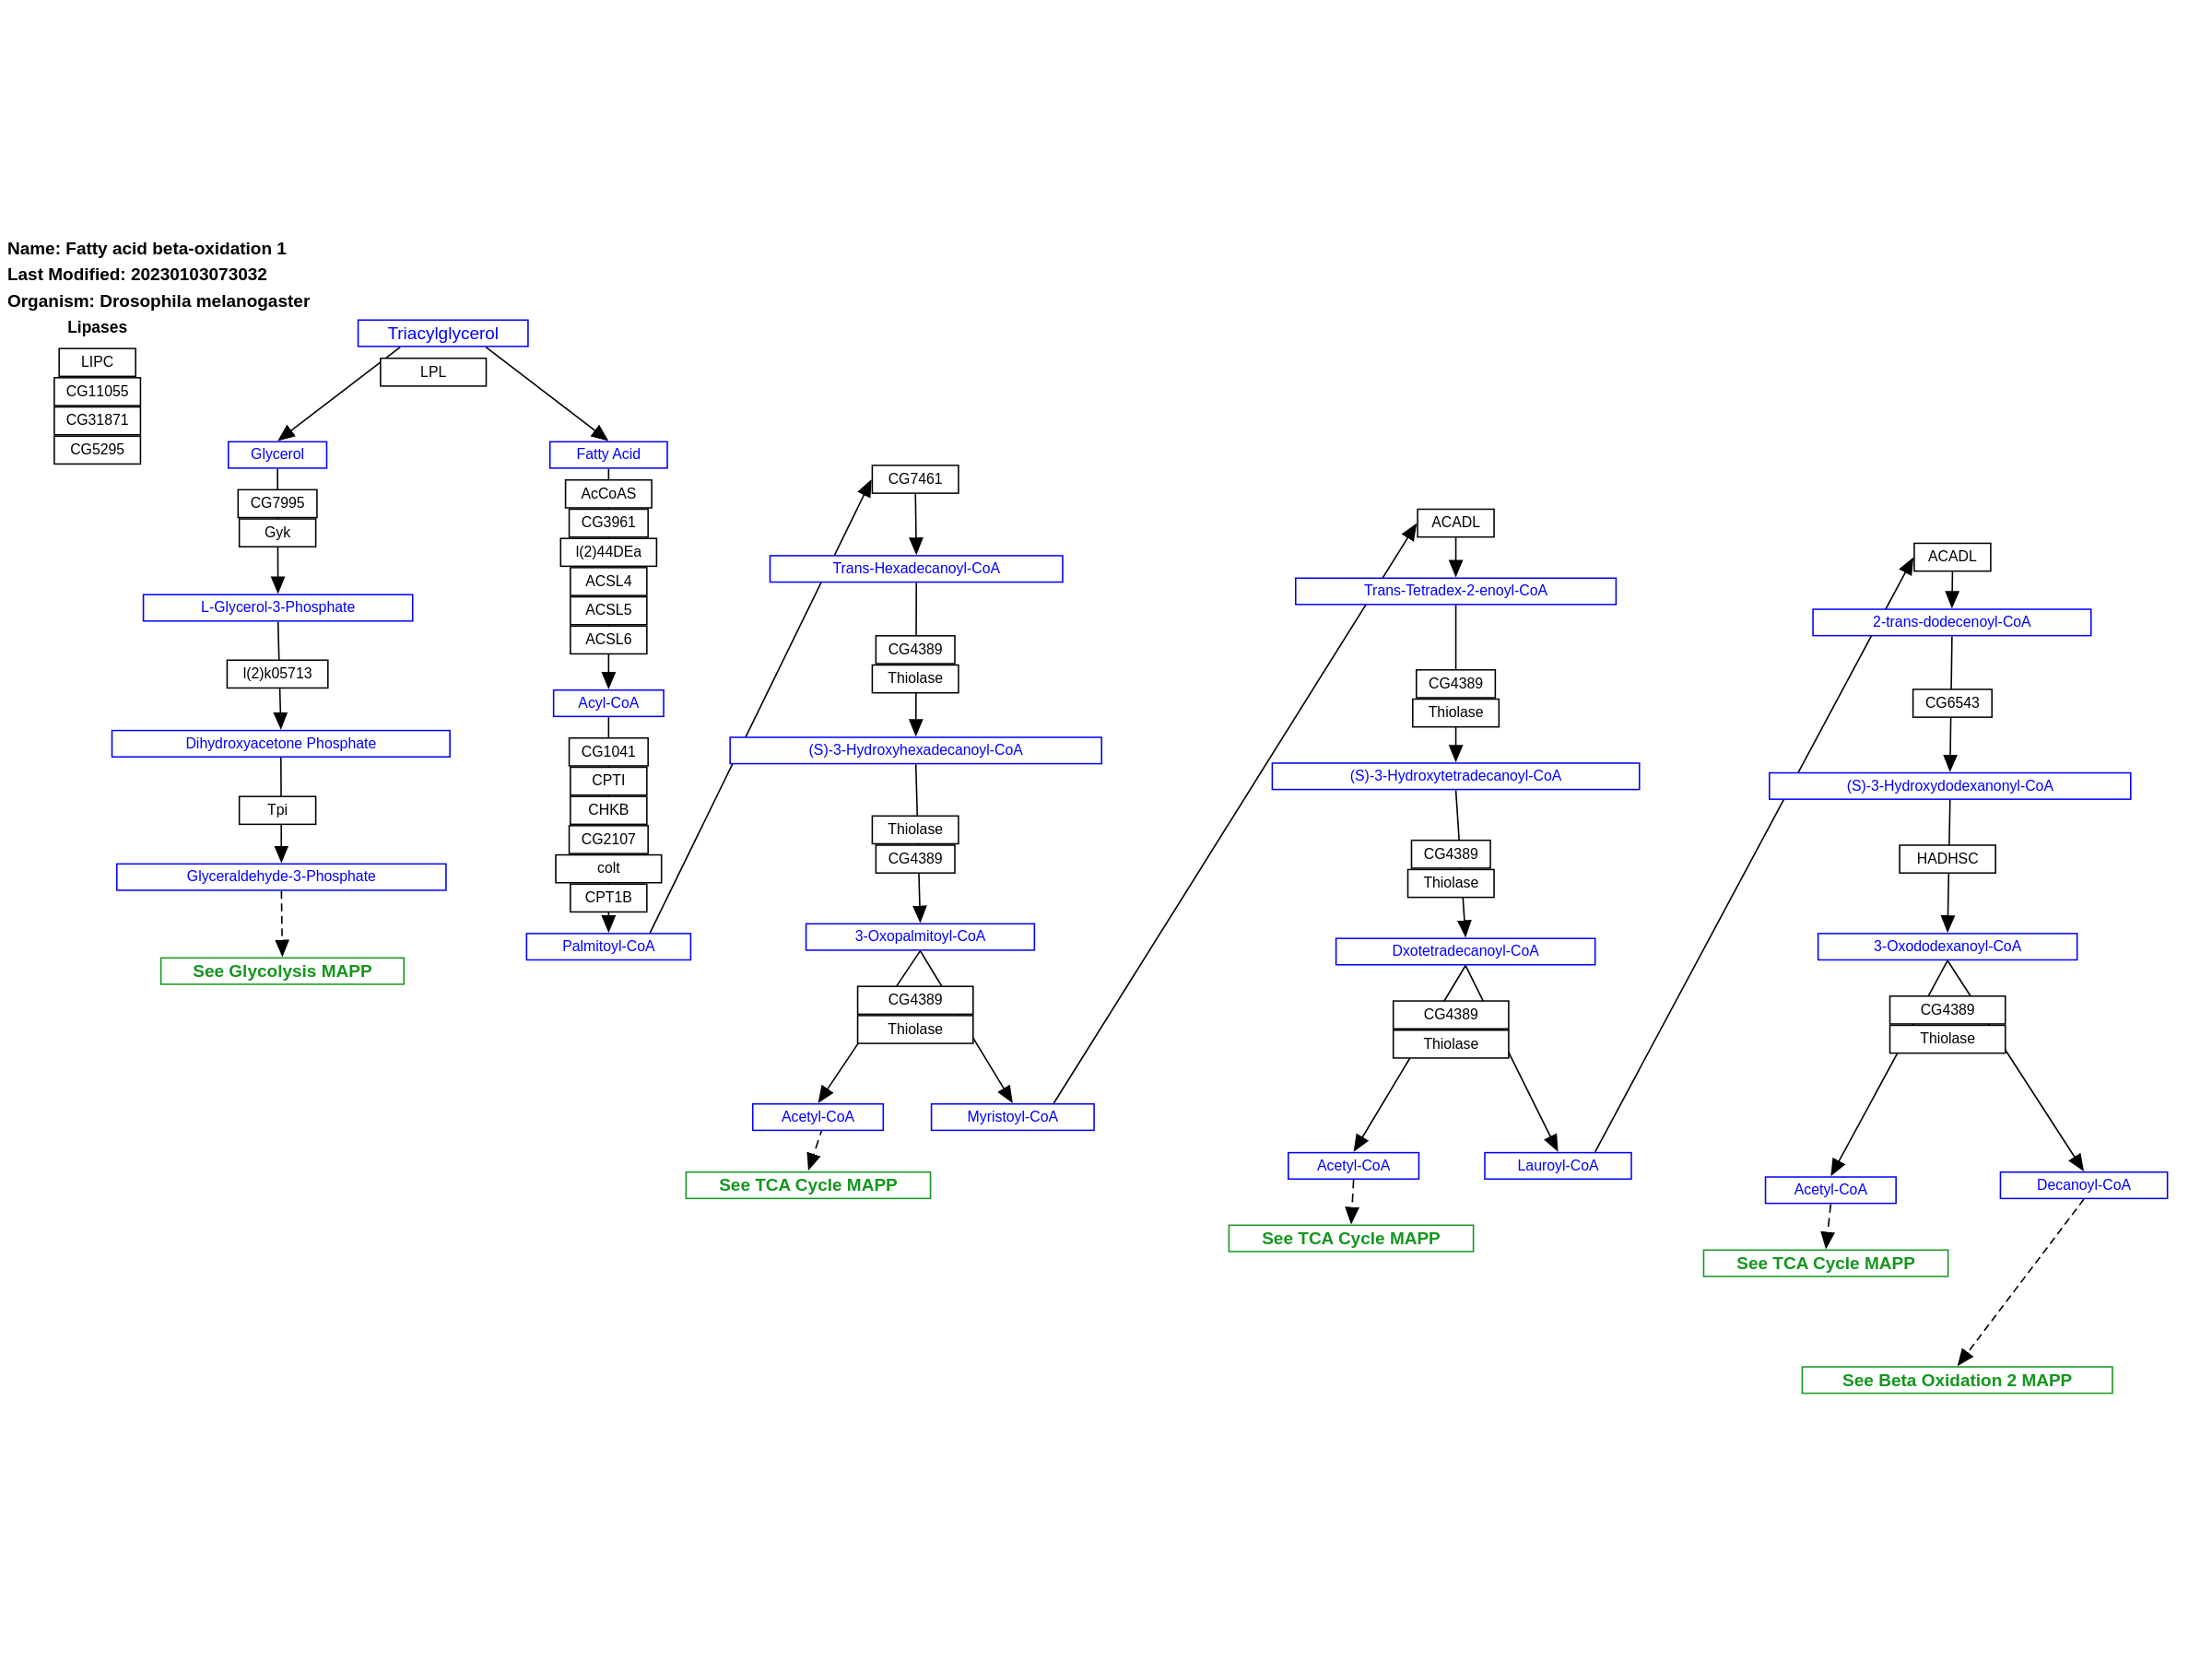 Name: Fatty acid beta-oxidation 1
Last Modified: 20230103073032
Organism: Drosophila melanogaster
Lipases
LIPC
CG11055
CG31871
CG5295
Triacylglycerol
LPL
Glycerol
CG7995
Gyk
L-Glycerol-3-Phosphate
l(2)k05713
Dihydroxyacetone Phosphate
Tpi
Glyceraldehyde-3-Phosphate
See Glycolysis MAPP
Fatty Acid
AcCoAS
CG3961
l(2)44DEa
ACSL4
ACSL5
ACSL6
Acyl-CoA
CG1041
CPTI
CHKB
CG2107
colt
CPT1B
Palmitoyl-CoA
CG7461
Trans-Hexadecanoyl-CoA
CG4389
Thiolase
(S)-3-Hydroxyhexadecanoyl-CoA
Thiolase
CG4389
3-Oxopalmitoyl-CoA
CG4389
Thiolase
Acetyl-CoA
Myristoyl-CoA
See TCA Cycle MAPP
ACADL
Trans-Tetradex-2-enoyl-CoA
CG4389
Thiolase
(S)-3-Hydroxytetradecanoyl-CoA
CG4389
Thiolase
Dxotetradecanoyl-CoA
CG4389
Thiolase
Acetyl-CoA
Lauroyl-CoA
See TCA Cycle MAPP
ACADL
2-trans-dodecenoyl-CoA
CG6543
(S)-3-Hydroxydodexanonyl-CoA
HADHSC
3-Oxododexanoyl-CoA
CG4389
Thiolase
Acetyl-CoA
Decanoyl-CoA
See TCA Cycle MAPP
See Beta Oxidation 2 MAPP